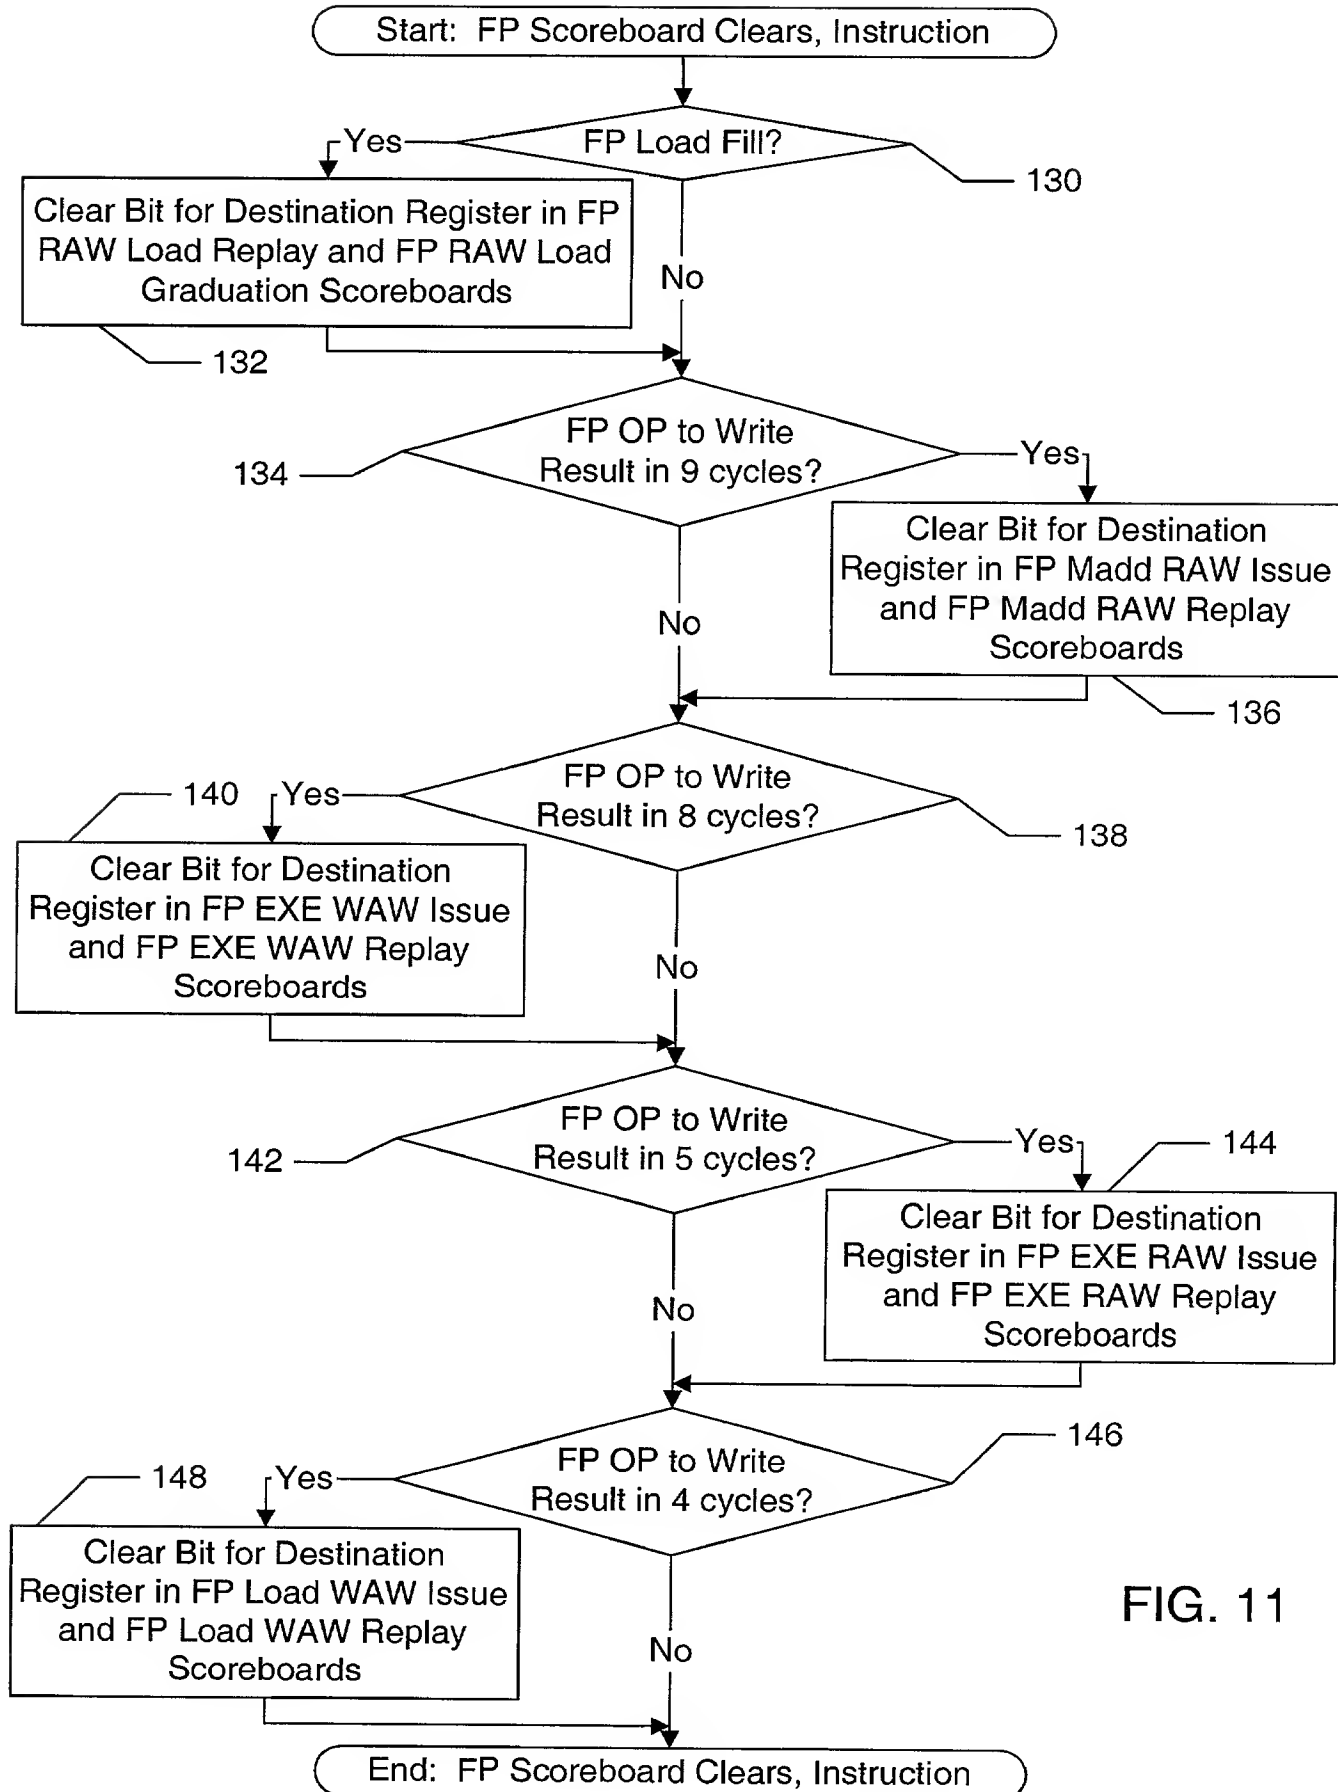 Start: FP Scoreboard Clears, Instruction
FP Load Fill?
Yes
130
Clear Bit for Destination Register in FP
RAW Load Replay and FP RAW Load
Graduation Scoreboards
No
132
FP OP to Write
Result in 9 cycles?
134
Yes
Clear Bit for Destination
Register in FP Madd RAW Issue
and FP Madd RAW Replay
Scoreboards
No
136
FP OP to Write
Result in 8 cycles?
140
Yes
138
Clear Bit for Destination
Register in FP EXE WAW Issue
and FP EXE WAW Replay
Scoreboards
No
FP OP to Write
Result in 5 cycles?
142
Yes
144
Clear Bit for Destination
Register in FP EXE RAW Issue
and FP EXE RAW Replay
Scoreboards
No
FP OP to Write
Result in 4 cycles?
146
148
Yes
Clear Bit for Destination
Register in FP Load WAW Issue
and FP Load WAW Replay
Scoreboards
No
FIG. 11
End: FP Scoreboard Clears, Instruction